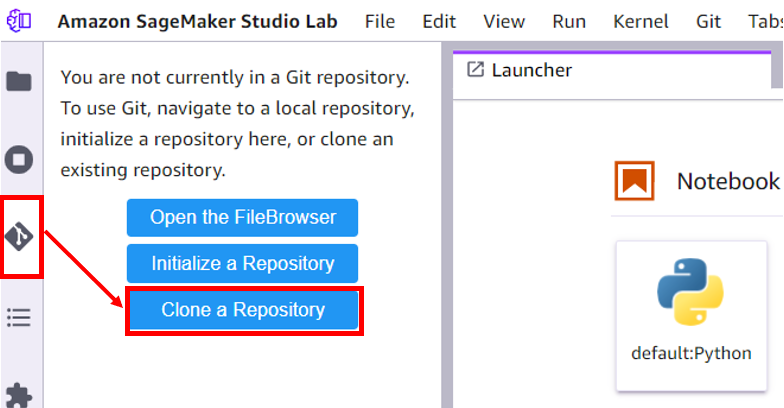 Amazon SageMaker Studio Lab File Edit View Run Kernel Git Tabs
You are not currently in a Git repository.
To use Git, navigate to a local repository,
initialize a repository here, or clone an
existing repository.
Open the FileBrowser
Initialize a Repository
Clone a Repository
Launcher
Notebook
default:Python